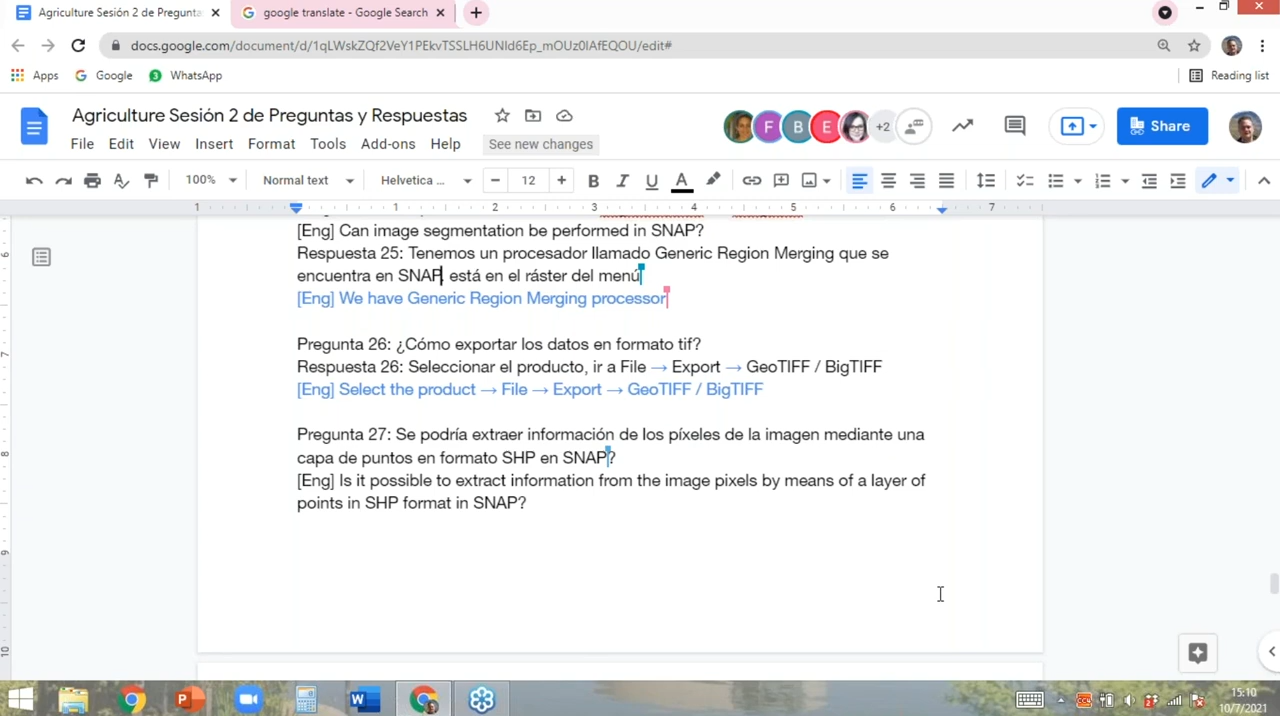 Agriculture Sesión 2 de Pregunta
google translate - Google Search
docs.google.com/document/d/1qLWskZQf2VeY1PEkvTSSLH6UNId6Ep_mOUz0IAfEQOU/edit#
Apps
Google
WhatsApp
Reading list
Agriculture Sesión 2 de Preguntas y Respuestas
F
B
E
+2
Share
File Edit View Insert Format Tools Add-ons Help
See new changes
100%
Normal text
Helvetica ...
12
1 1 2 3 4 5 6 7
[Eng] Can image segmentation be performed in SNAP?
Respuesta 25: Tenemos un procesador llamado Generic Region Merging que se
encuentra en SNAP, está en el ráster del menú
[Eng] We have Generic Region Merging processor
Pregunta 26: ¿Cómo exportar los datos en formato tif?
Respuesta 26: Seleccionar el producto, ir a File → Export → GeoTIFF / BigTIFF
[Eng] Select the product → File → Export → GeoTIFF / BigTIFF
Pregunta 27: Se podría extraer información de los píxeles de la imagen mediante una
capa de puntos en formato SHP en SNAP?
[Eng] Is it possible to extract information from the image pixels by means of a layer of
points in SHP format in SNAP?
15:10
10/7/2021